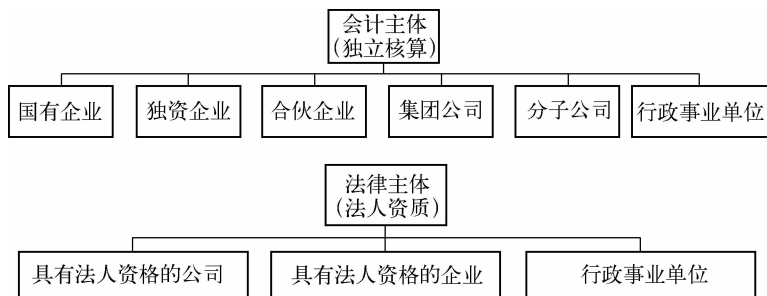 会计主体
（独立核算）
国有企业
独资企业
合伙企业
集团公司
分子公司
行政事业单位
法律主体
（法人资质）
具有法人资格的公司
具有法人资格的企业
行政事业单位